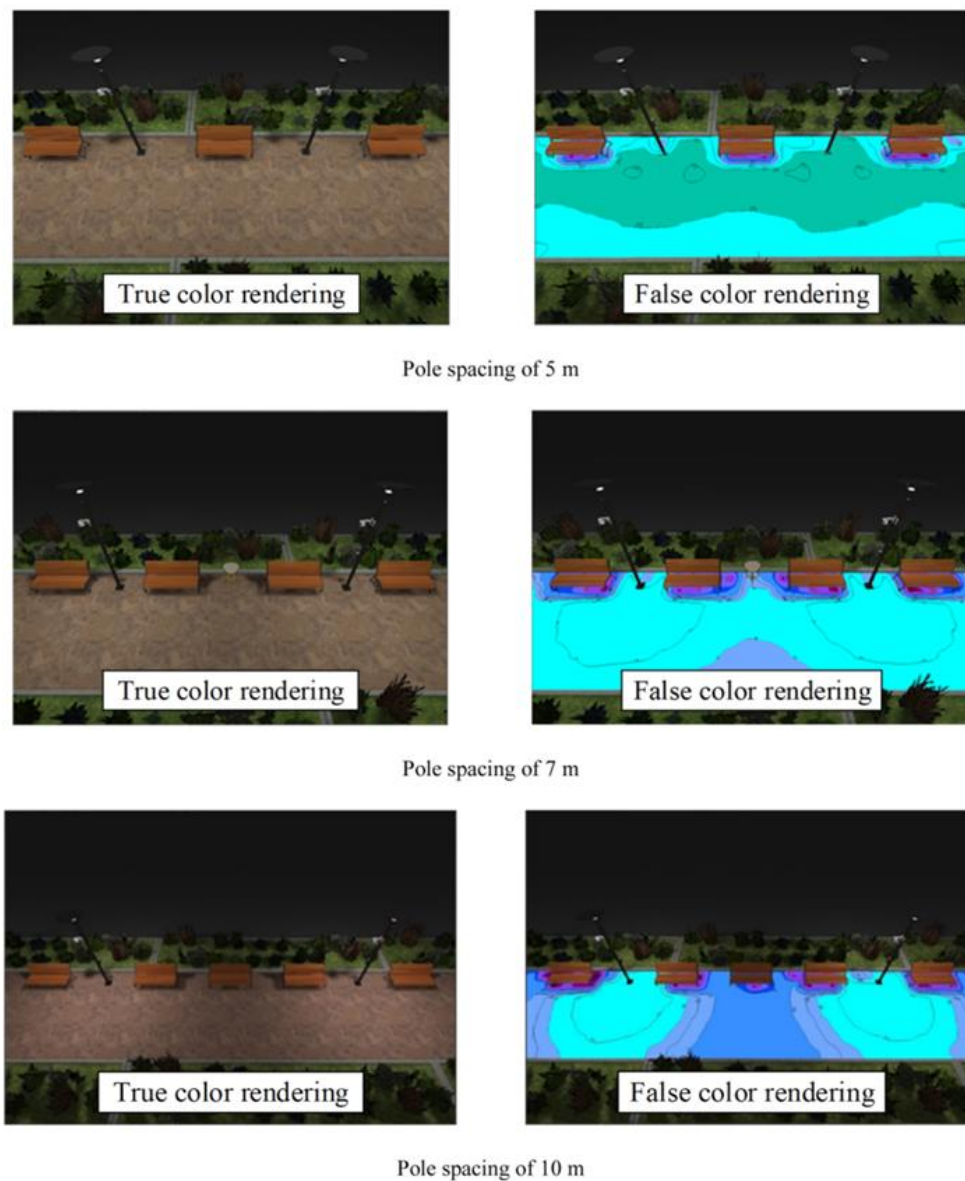 True color rendering
False color rendering
Pole spacing of 5 m
True color rendering
False color rendering
Pole spacing of 7 m
True color rendering
False color rendering
Pole spacing of 10 m